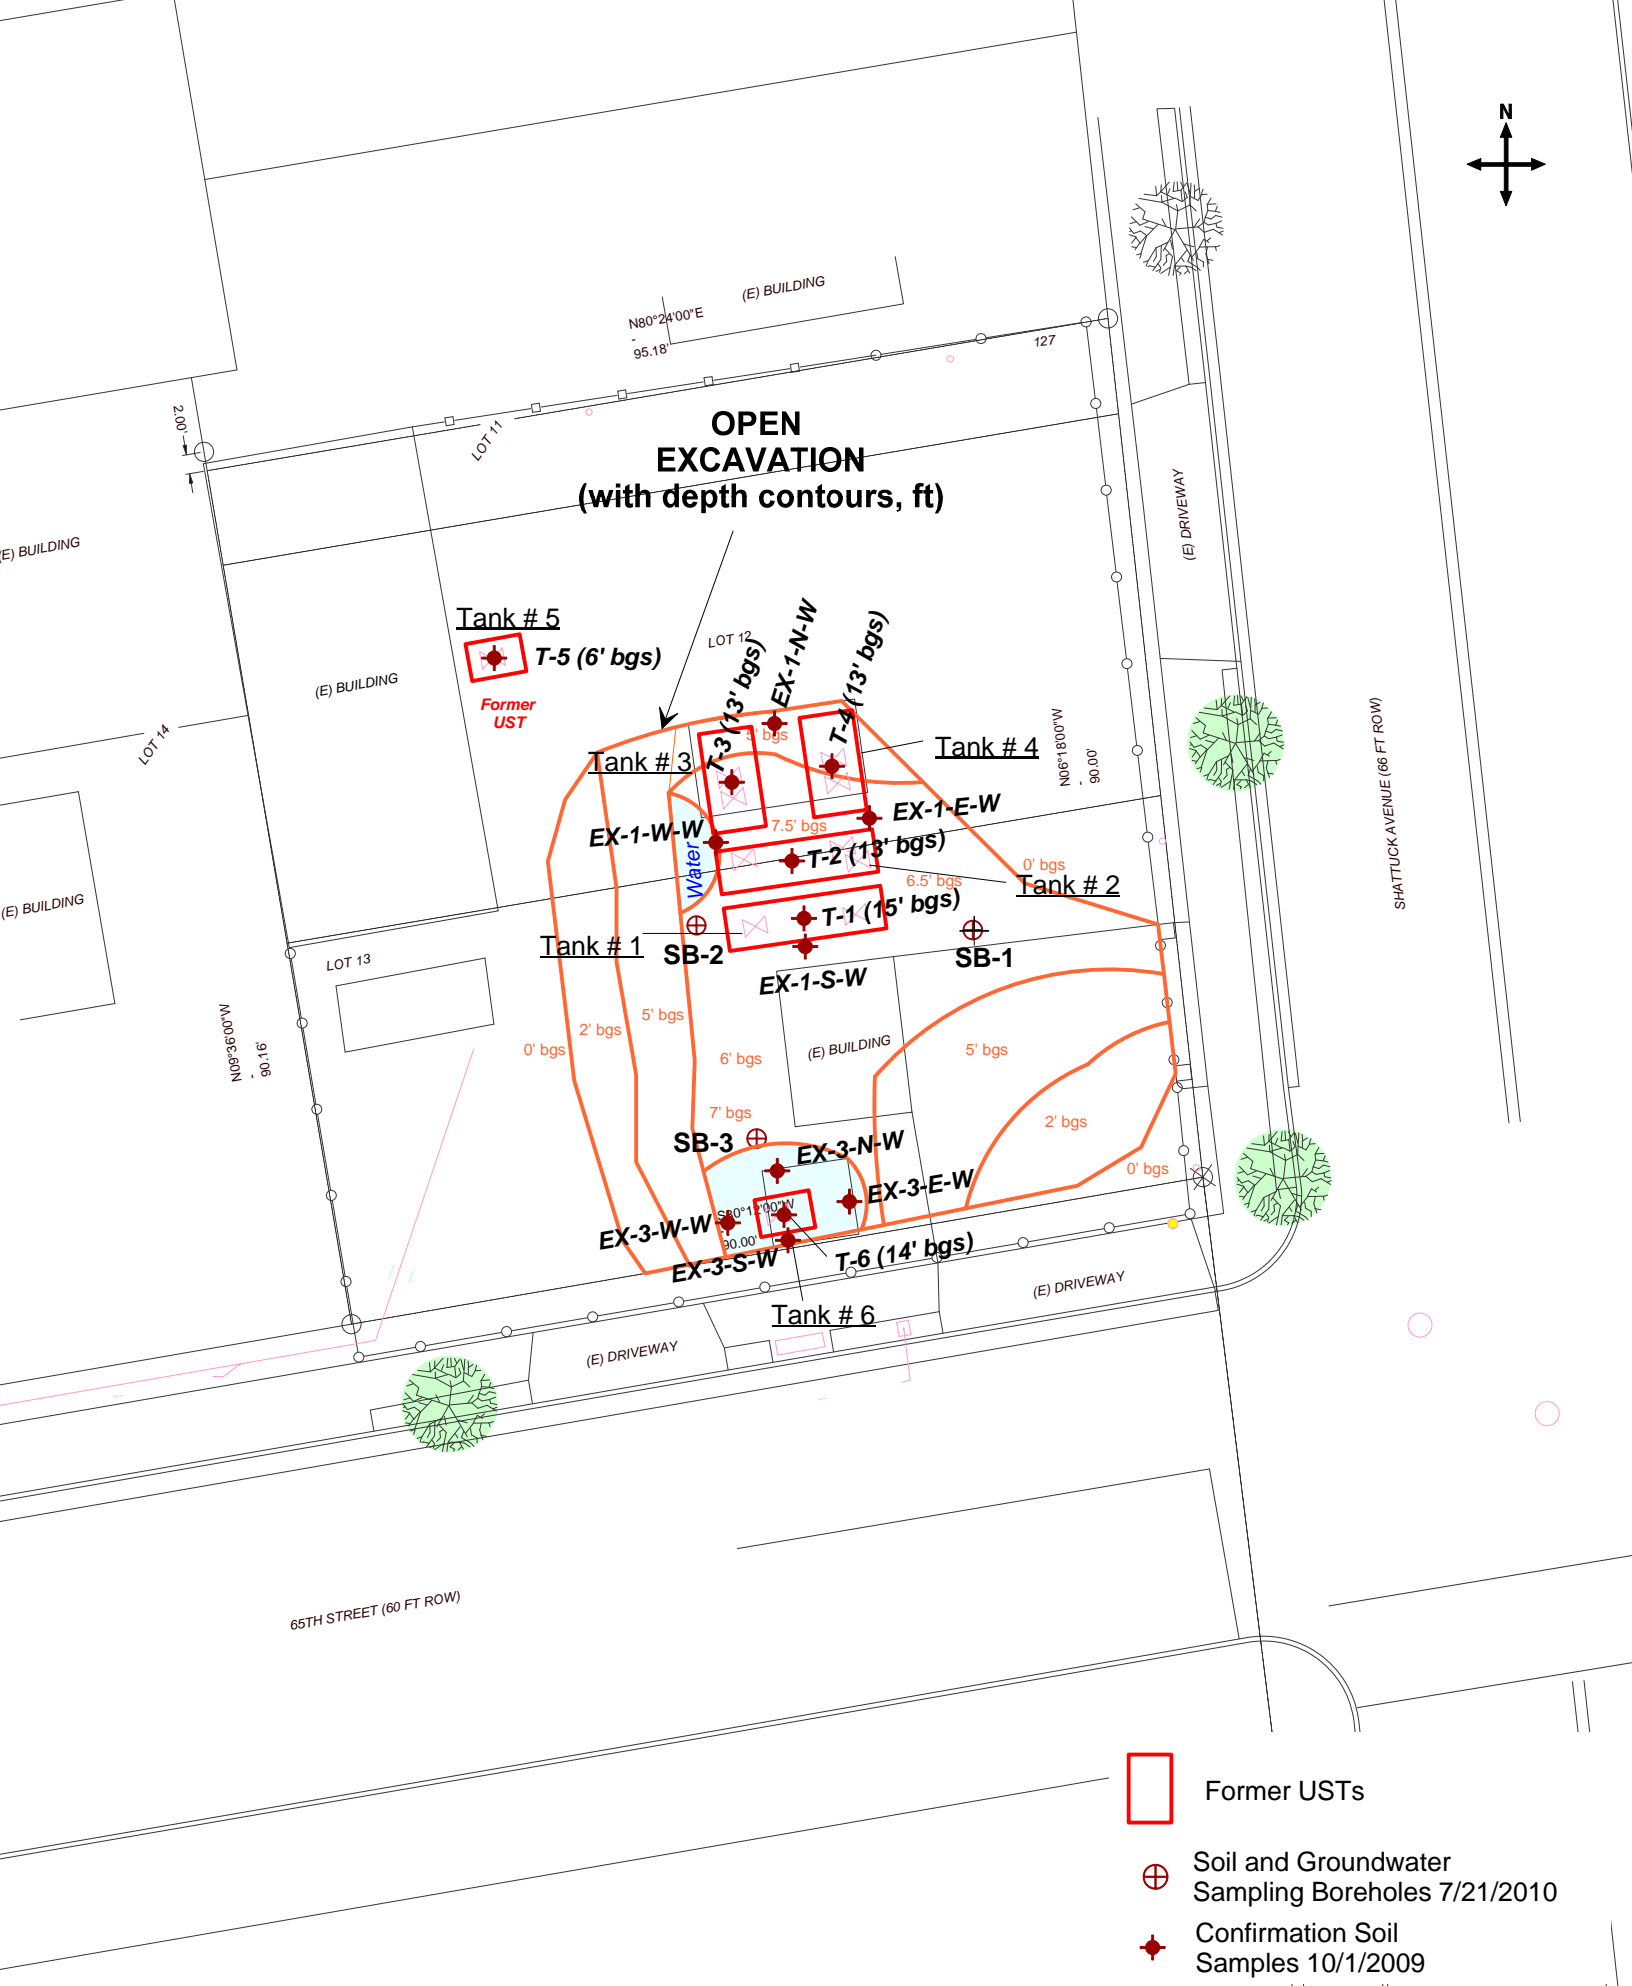 N
(E) BUILDING
N80°24'00"E
-
95.18'
127
2.00'
LOT 11
OPEN
EXCAVATION
(with depth contours, ft)
(E) DRIVEWAY
(E) BUILDING
Tank # 5
T-5 (6' bgs)
Former
UST
(E) BUILDING
LOT 12
EX-1-N-W
T-3 (13' bgs)
T-4 (13' bgs)
5' bgs
Tank # 3
Tank # 4
N06°18'00"W
-
90.00'
SHATTUCK AVENUE (66 FT ROW)
LOT 14
EX-1-E-W
EX-1-W-W
7.5' bgs
Water
T-2 (13' bgs)
0' bgs
6.5' bgs
Tank # 2
(E) BUILDING
T-1 (15' bgs)
Tank # 1
SB-2
SB-1
LOT 13
EX-1-S-W
N09°36'00"W
-
90.16'
0' bgs
2' bgs
5' bgs
6' bgs
(E) BUILDING
5' bgs
7' bgs
2' bgs
SB-3
EX-3-N-W
0' bgs
EX-3-E-W
S80°12'00"W
90.00'
EX-3-W-W
EX-3-S-W
T-6 (14' bgs)
Tank # 6
(E) DRIVEWAY
(E) DRIVEWAY
65TH STREET (60 FT ROW)
Former USTs
Soil and Groundwater
Sampling Boreholes 7/21/2010
Confirmation Soil
Samples 10/1/2009